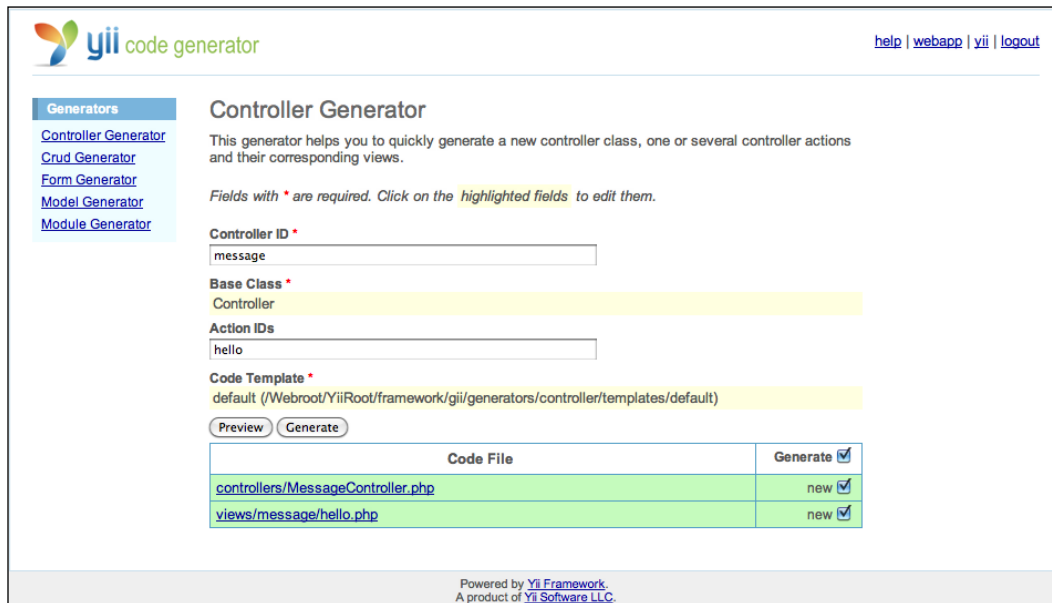 yii code generator
help | webapp | yii | logout
Generators
Controller Generator
Crud Generator
Form Generator
Model Generator
Module Generator
Controller Generator
This generator helps you to quickly generate a new controller class, one or several controller actions
and their corresponding views.
Fields with * are required. Click on the highlighted fields to edit them.
Controller ID *
message
Base Class *
Controller
Action IDs
hello
Code Template *
default (/Webroot/YiiRoot/framework/gii/generators/controller/templates/default)
Preview Generate
Code File Generate
controllers/MessageController.php new
views/message/hello.php new
Powered by Yii Framework.
A product of Yii Software LLC.